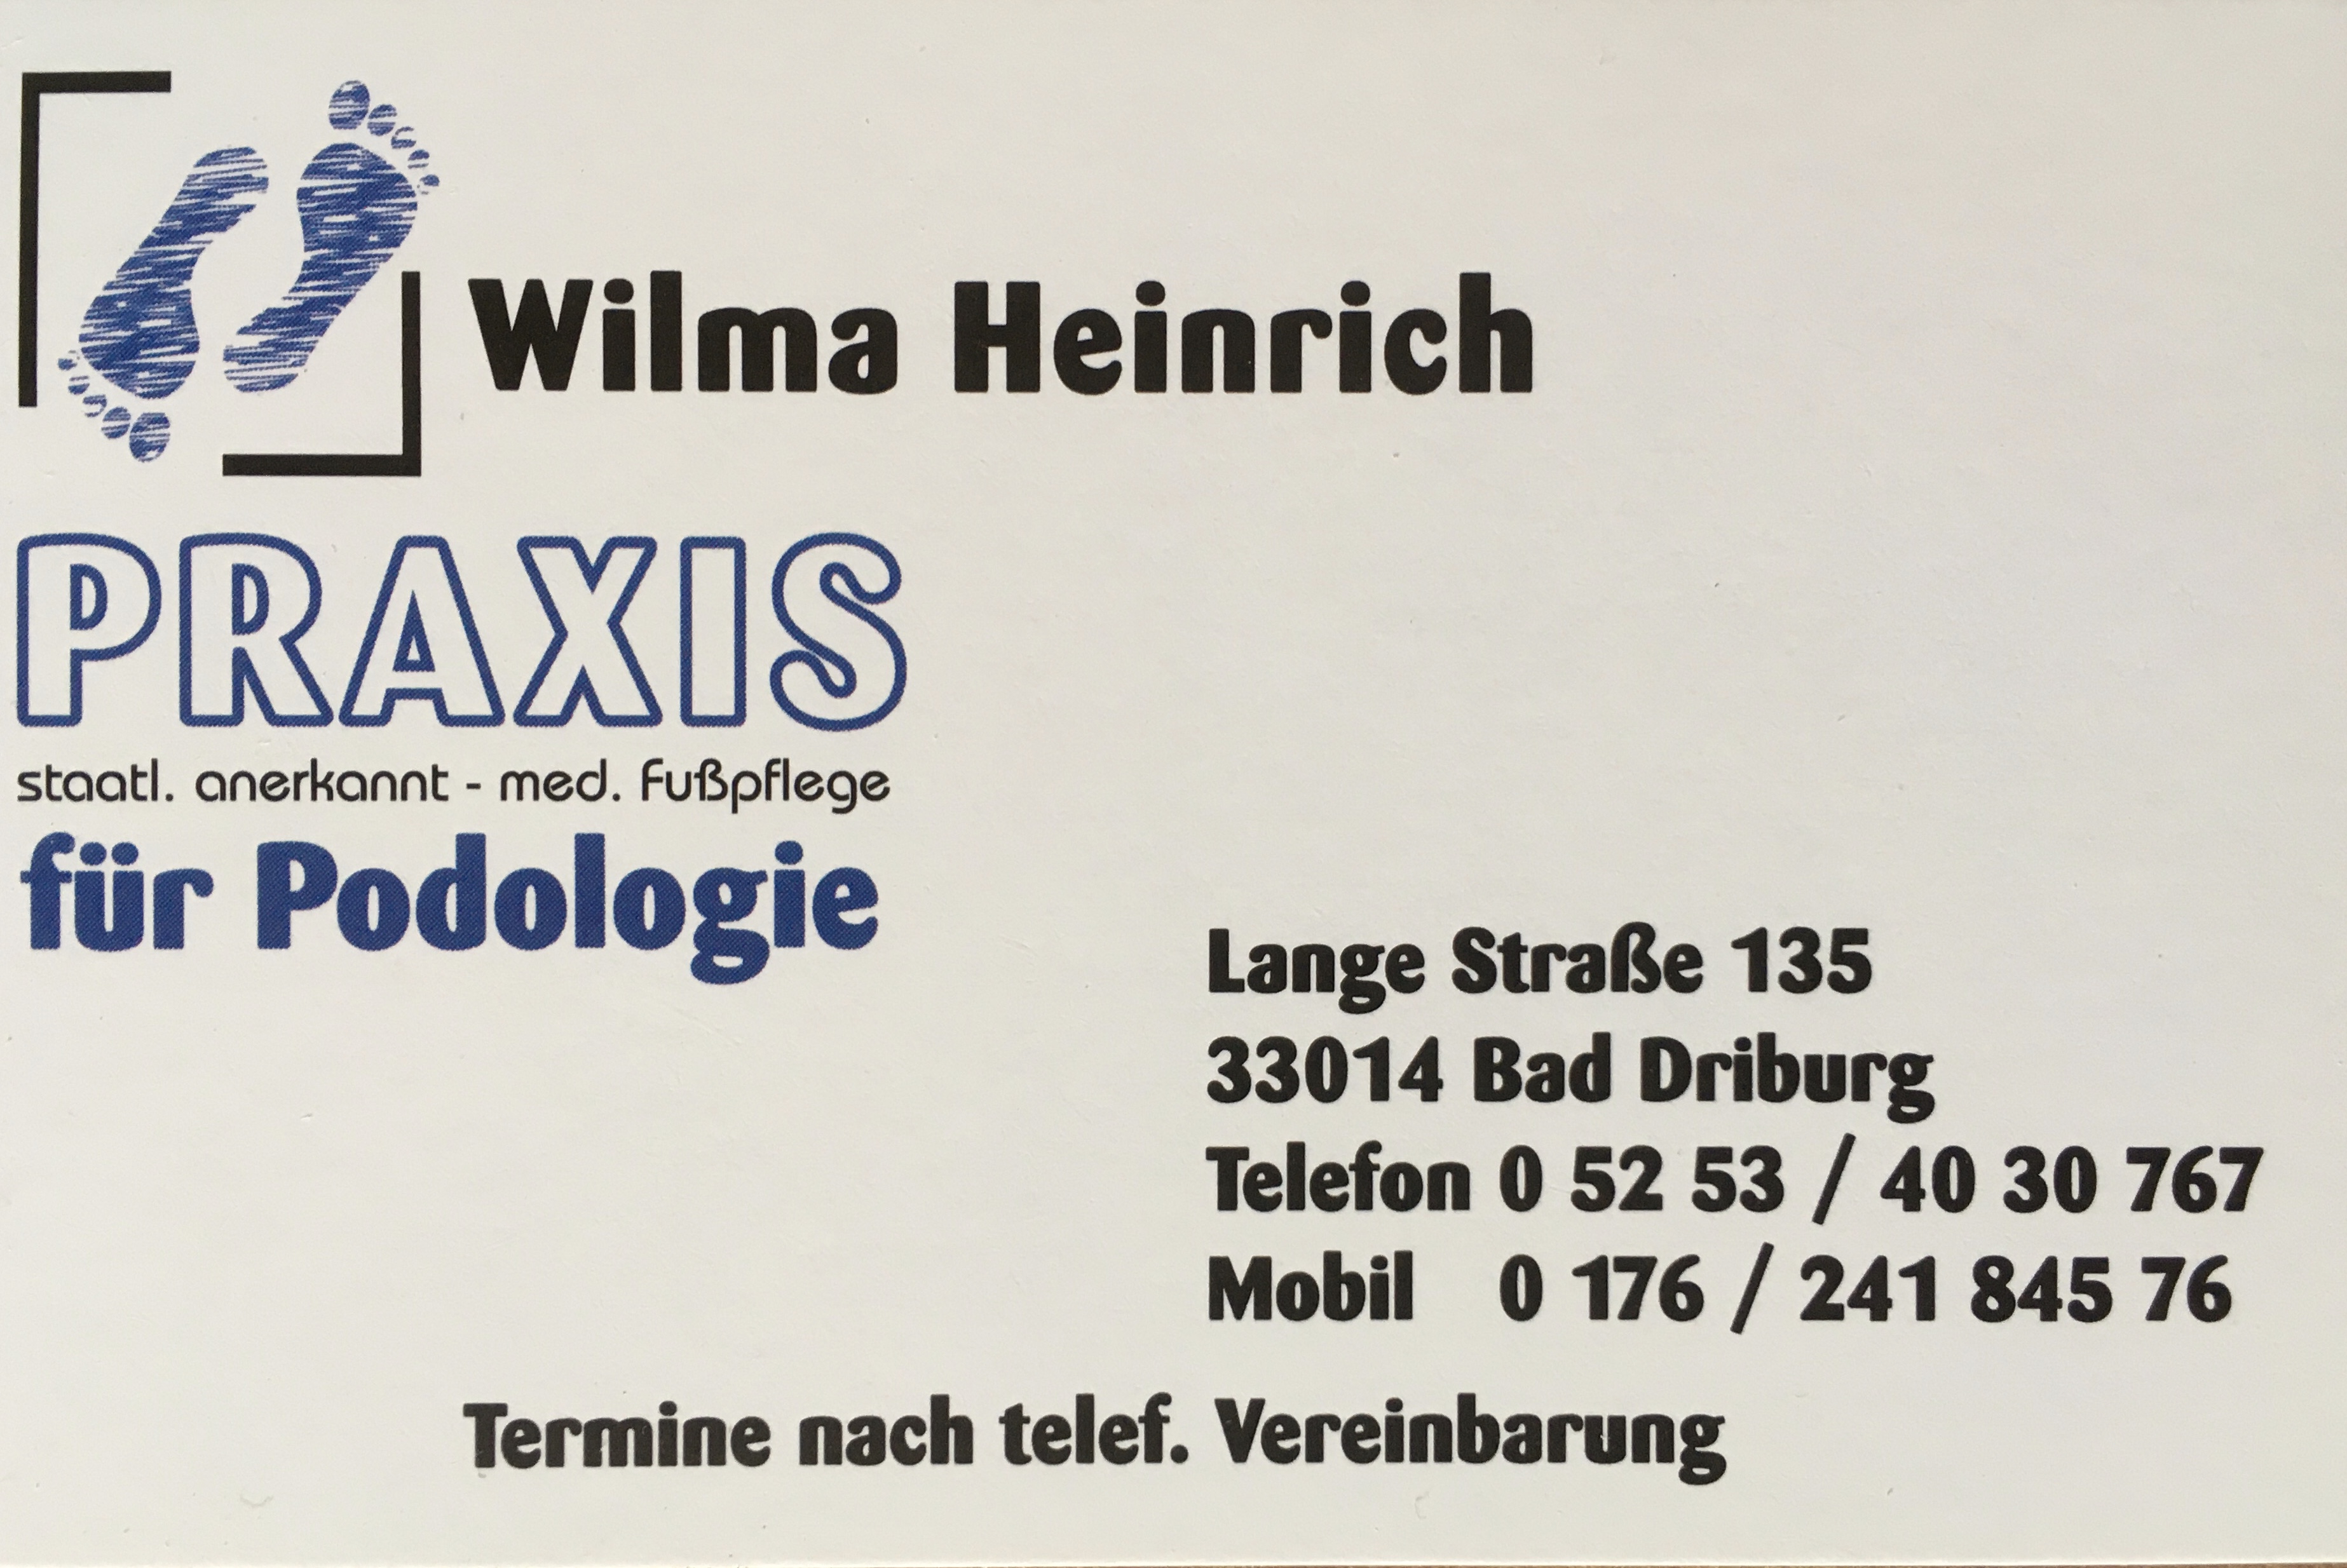 Wilma Heinrich
PRAXIS
staatl. anerkannt - med. Fußpflege
für Podologie
Lange Straße 135
33014 Bad Driburg
Telefon 0 52 53 / 40 30 767
Mobil 0 176 / 241 845 76
Termine nach telef. Vereinbarung